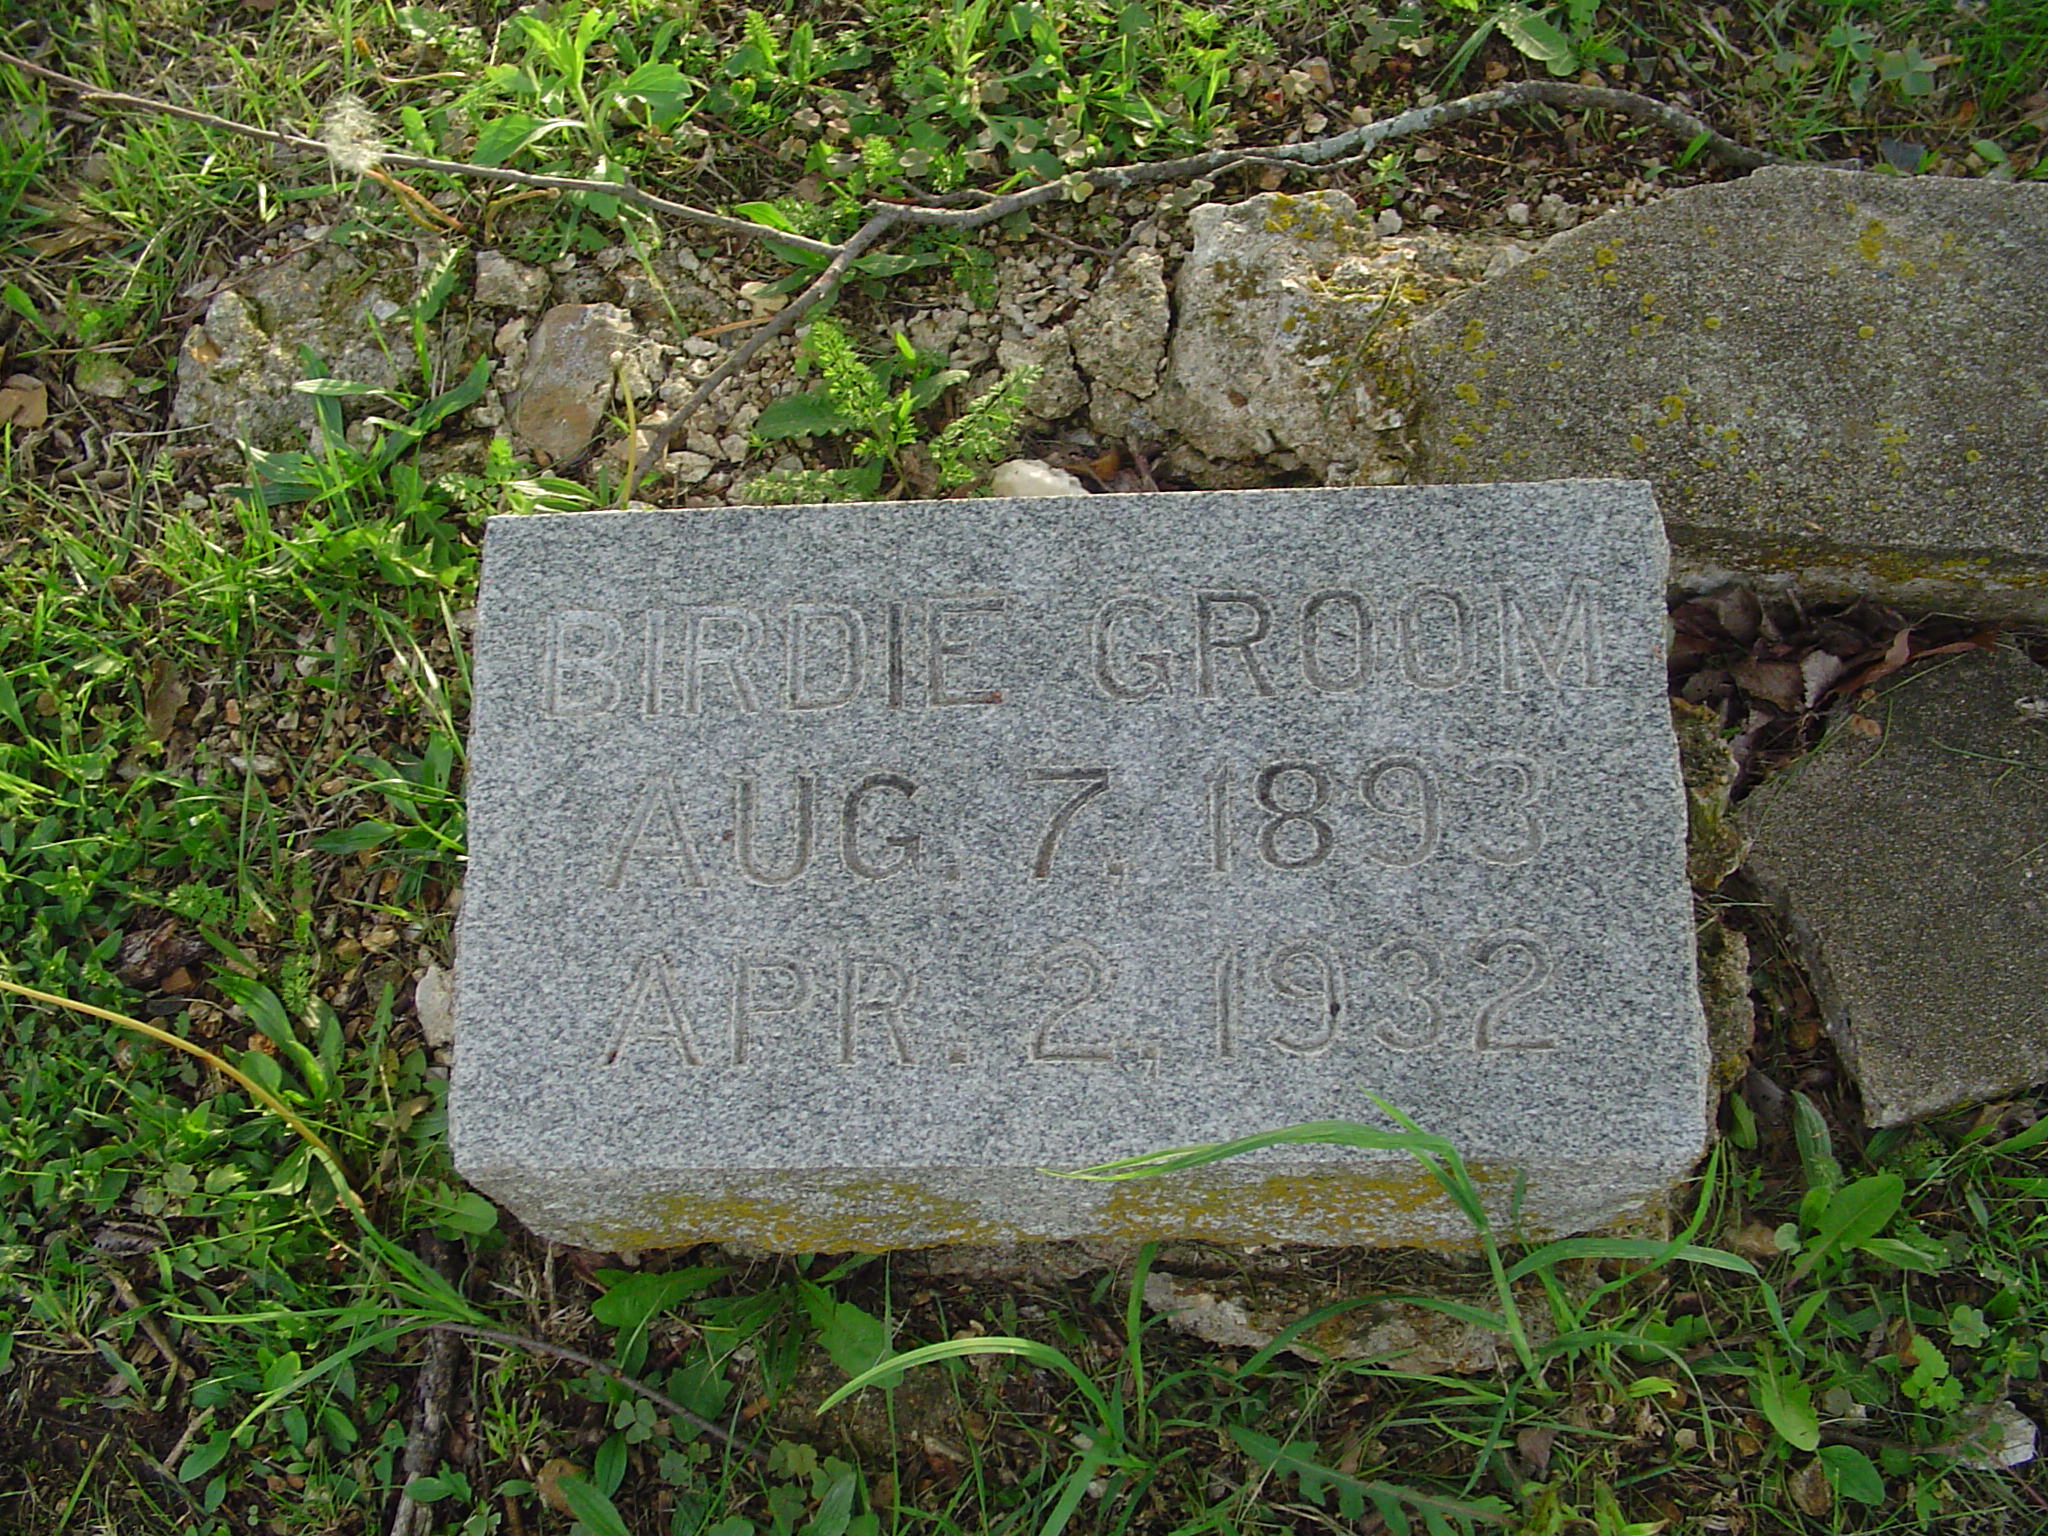 BIRDIE GROOM
AUG. 7, 1893
APR. 2, 1932